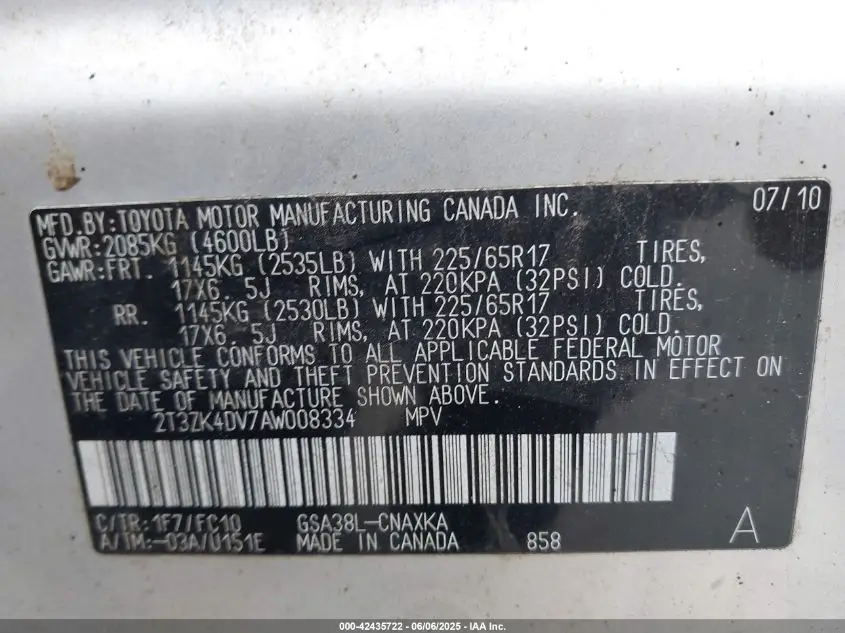 MFD.BY:TOYOTA MOTOR MANUFACTURING CANADA INC. 07/10
GVWR:2085KG (4600LB)
GAWR:FRT. 1145KG (2535LB) WITH 225/65R17 TIRES,
17X6. 5J RIMS, AT 220KPA (32PSI) COLD.
RR. 1145KG (2530LB) WITH 225/65R17 TIRES,
17X6. 5J RIMS, AT 220KPA (32PSI) COLD.
THIS VEHICLE CONFORMS TO ALL APPLICABLE FEDERAL MOTOR
VEHICLE SAFETY AND THEFT PREVENTION STANDARDS IN EFFECT ON
THE DATE OF MANUFACTURE SHOWN ABOVE.
2T3ZK4DV7AW008334 MPV
C/TR:1F7/FC10 GSA38L-CNAXKA
A/TM:-03A/U151E MADE IN CANADA 858 A
000-42435722 - 06/06/2025 - IAA Inc.